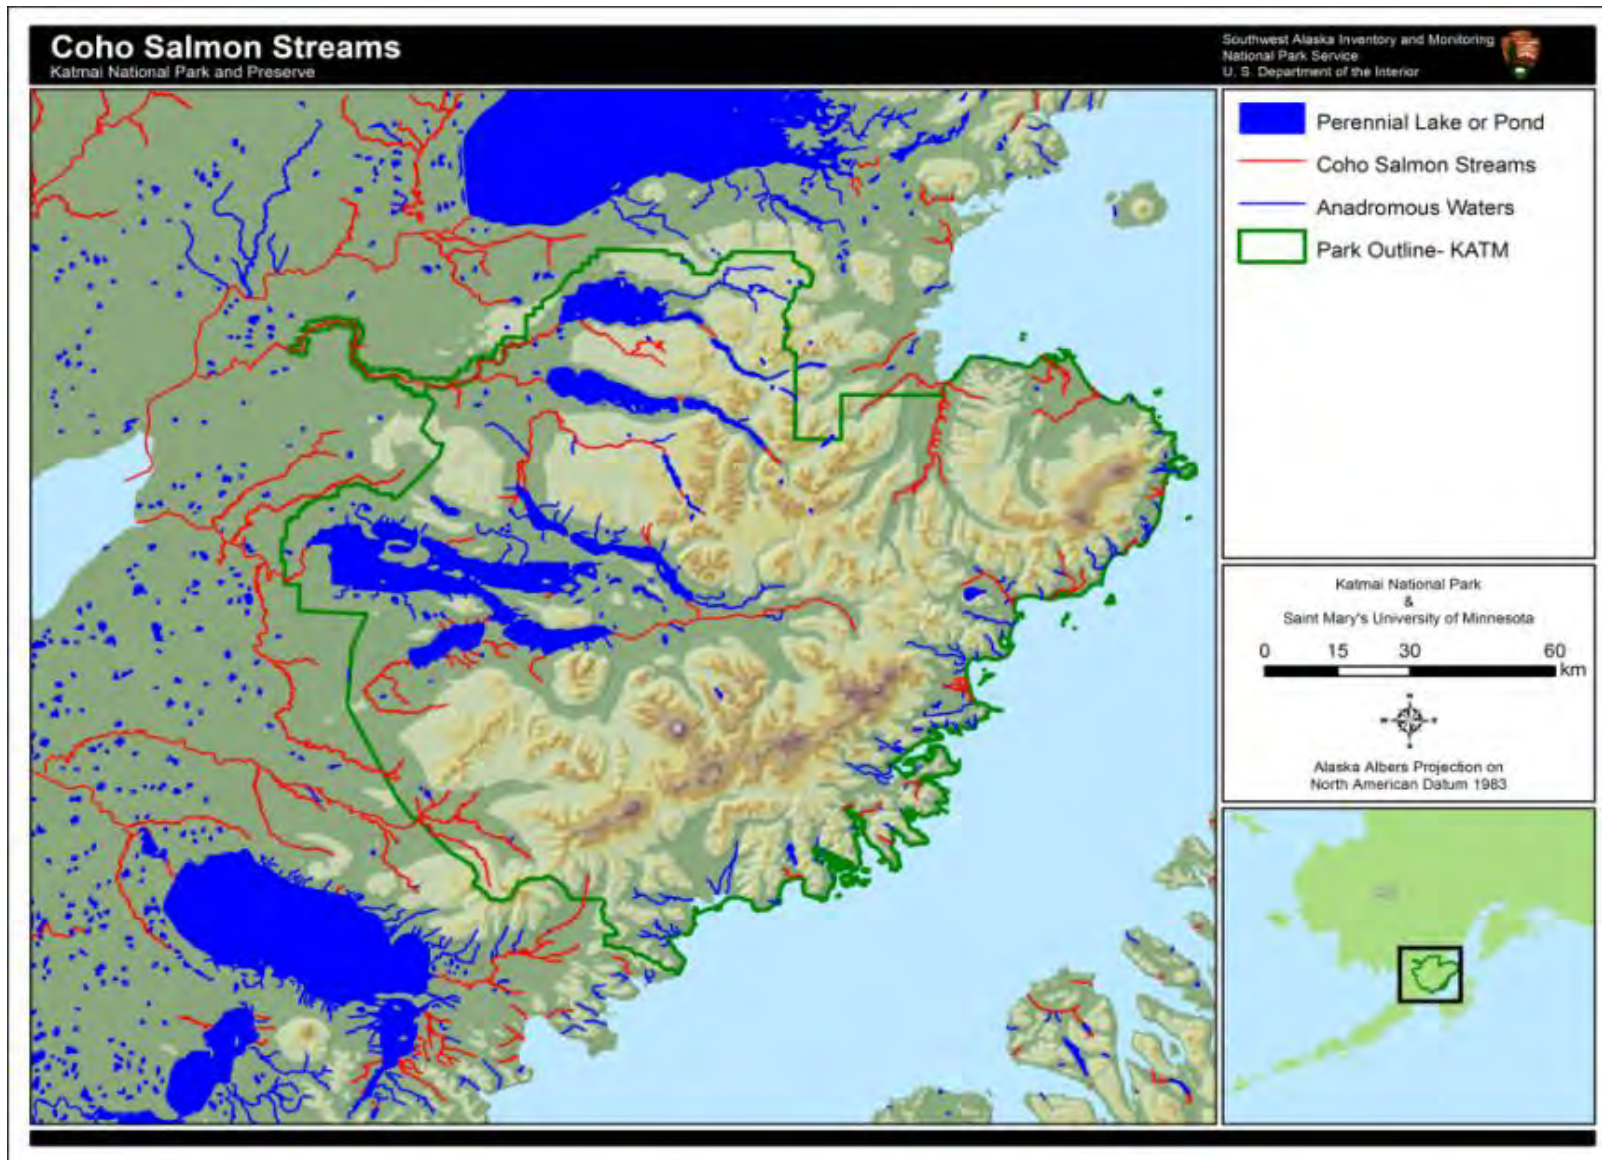 Coho Salmon Streams
Katmai National Park and Preserve
Southwest Alaska Inventory and Monitoring
National Park Service
U. S. Department of the Interior
Perennial Lake or Pond
Coho Salmon Streams
Anadromous Waters
Park Outline- KATM
Katmai National Park
&
Saint Mary's University of Minnesota
0 15 30 60
km
Alaska Albers Projection on
North American Datum 1983